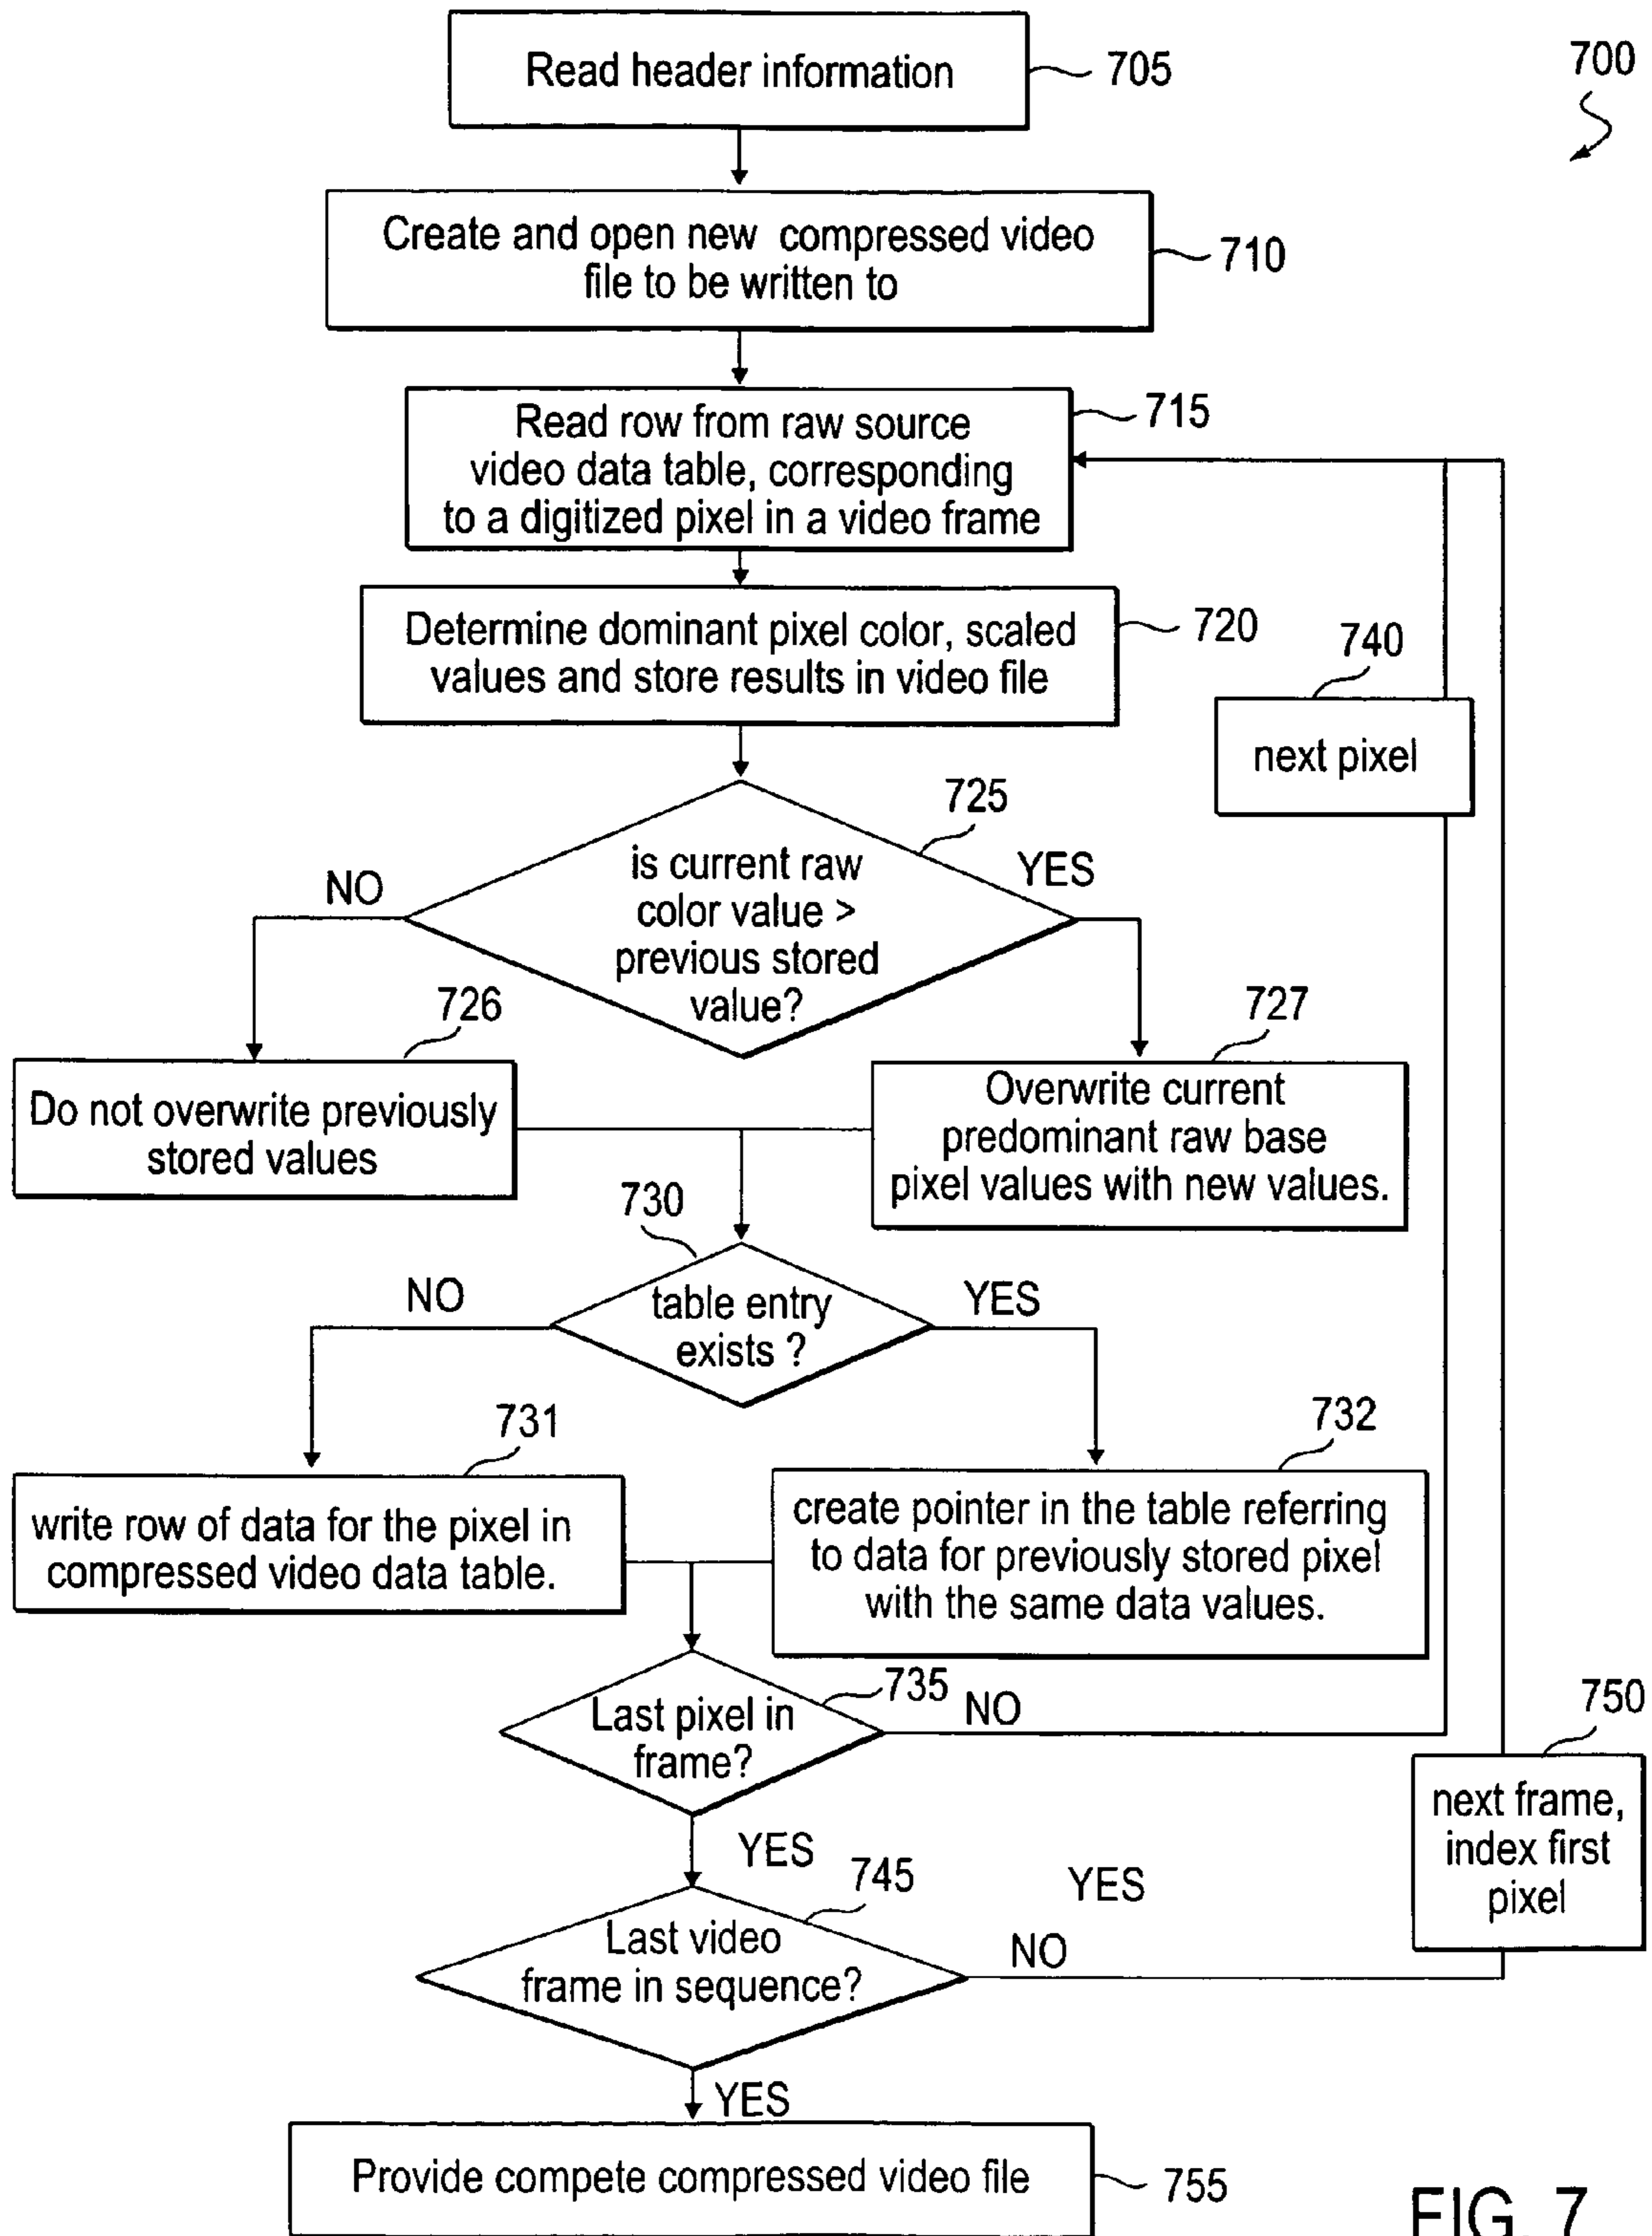 Read header information
705
700
Create and open new compressed video
file to be written to
710
Read row from raw source
video data table, corresponding
to a digitized pixel in a video frame
715
Determine dominant pixel color, scaled
values and store results in video file
720
740
next pixel
725
is current raw
color value >
previous stored
value?
NO
YES
726
Do not overwrite previously
stored values
727
Overwrite current
predominant raw base
pixel values with new values.
730
table entry
exists ?
NO
YES
731
write row of data for the pixel in
compressed video data table.
732
create pointer in the table referring
to data for previously stored pixel
with the same data values.
735
Last pixel in
frame?
NO
750
next frame,
index first
pixel
YES
745
YES
Last video
frame in sequence?
NO
YES
Provide compete compressed video file
755
FIG. 7